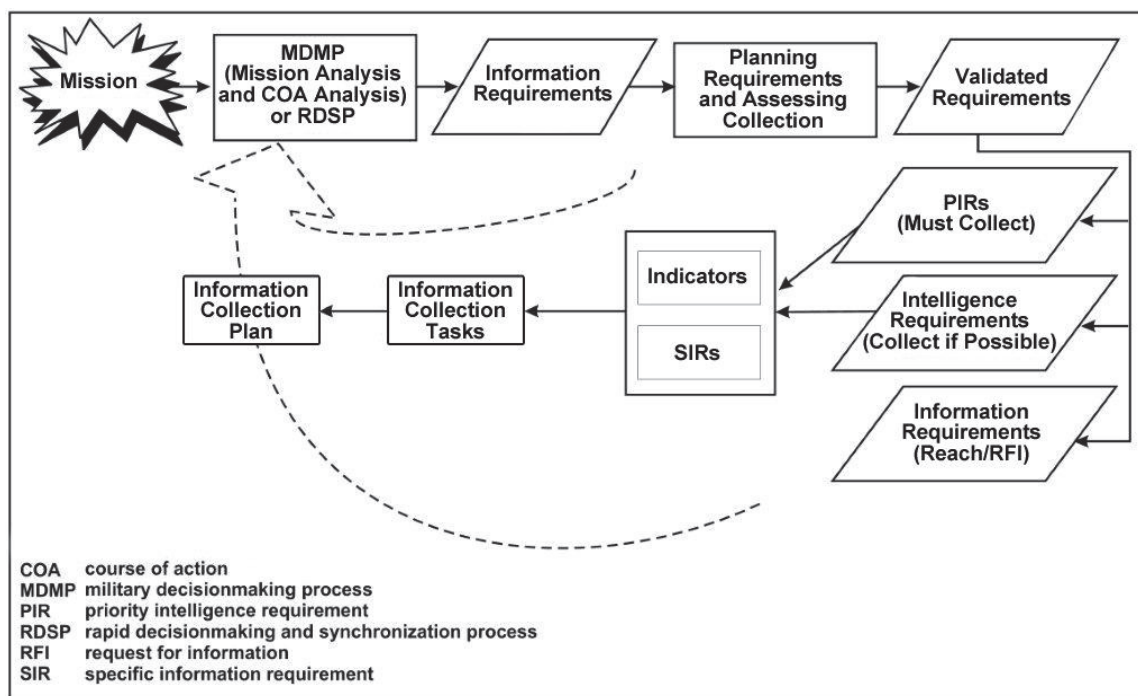 Mission
MDMP
(Mission Analysis
and COA Analysis)
or RDSP
Information
Requirements
Planning
Requirements
and Assessing
Collection
Validated
Requirements
PIRs
(Must Collect)
Indicators
SIRs
Intelligence
Requirements
(Collect if Possible)
Information
Collection
Tasks
Information
Collection
Plan
Information
Requirements
(Reach/RFI)
COA course of action
MDMP military decisionmaking process
PIR priority intelligence requirement
RDSP rapid decisionmaking and synchronization process
RFI request for information
SIR specific information requirement